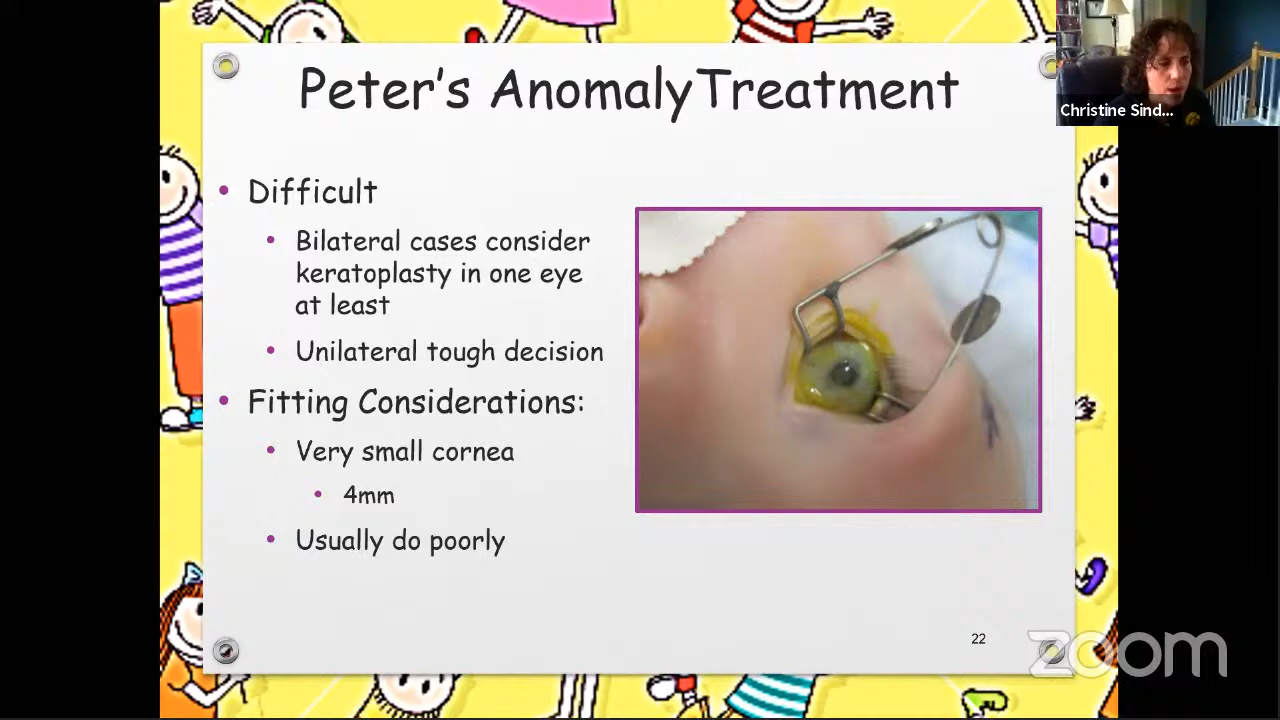 Peter's AnomalyTreatment
Christine Sind...
• Difficult
• Bilateral cases consider
keratoplasty in one eye
at least
• Unilateral tough decision
• Fitting Considerations:
• Very small cornea
• 4mm
• Usually do poorly
22
zoom